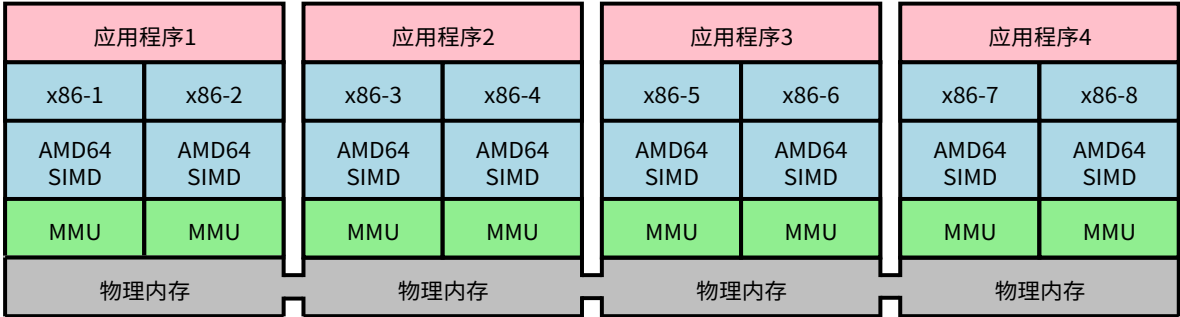 应用程序1 应用程序2 应用程序3 应用程序4
x86-1 x86-2 x86-3 x86-4 x86-5 x86-6 x86-7 x86-8
AMD64 AMD64 AMD64 AMD64 AMD64 AMD64 AMD64 AMD64
SIMD SIMD SIMD SIMD SIMD SIMD SIMD SIMD
MMU MMU MMU MMU MMU MMU MMU MMU
物理内存 物理内存 物理内存 物理内存